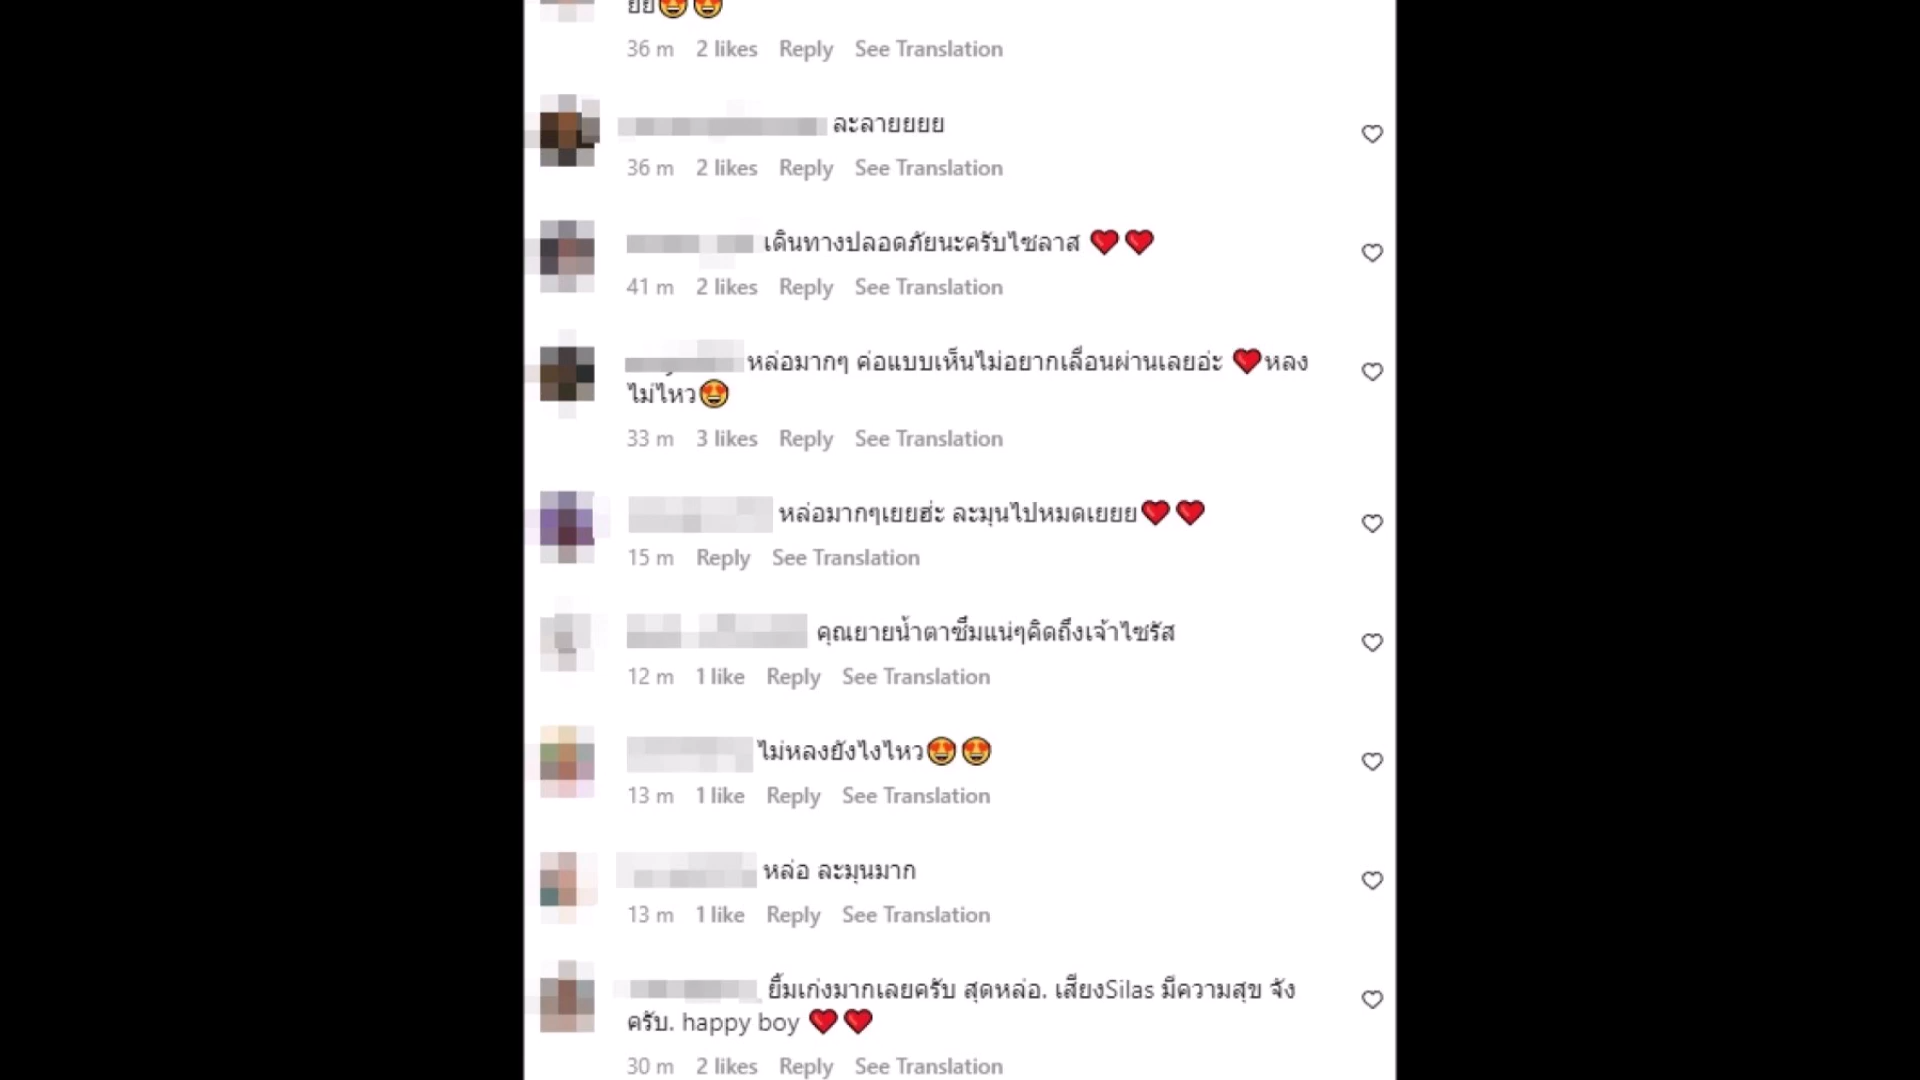 ยย😍😍
36 m 2 likes Reply See Translation
ละลายยยย
36 m 2 likes Reply See Translation
เดินทางปลอดภัยนะครับไซลาส ❤️❤️
41 m 2 likes Reply See Translation
หล่อมากๆ ค่อแบบเห็นไม่อยากเลื่อนผ่านเลยอ่ะ ❤️หลง
ไม่ไหว😍
33 m 3 likes Reply See Translation
หล่อมากๆเยยฮ่ะ ละมุนไปหมดเยยย❤️❤️
15 m Reply See Translation
คุณยายน้ำตาซึมแน่ๆคิดถึงเจ้าไซรัส
12 m 1 like Reply See Translation
ไม่หลงยังไงไหว😍😍
13 m 1 like Reply See Translation
หล่อ ละมุนมาก
13 m 1 like Reply See Translation
ยิ้มเก่งมากเลยครับ สุดหล่อ. เสียงSilas มีความสุข จัง
ครับ. happy boy ❤️❤️
30 m 2 likes Reply See Translation